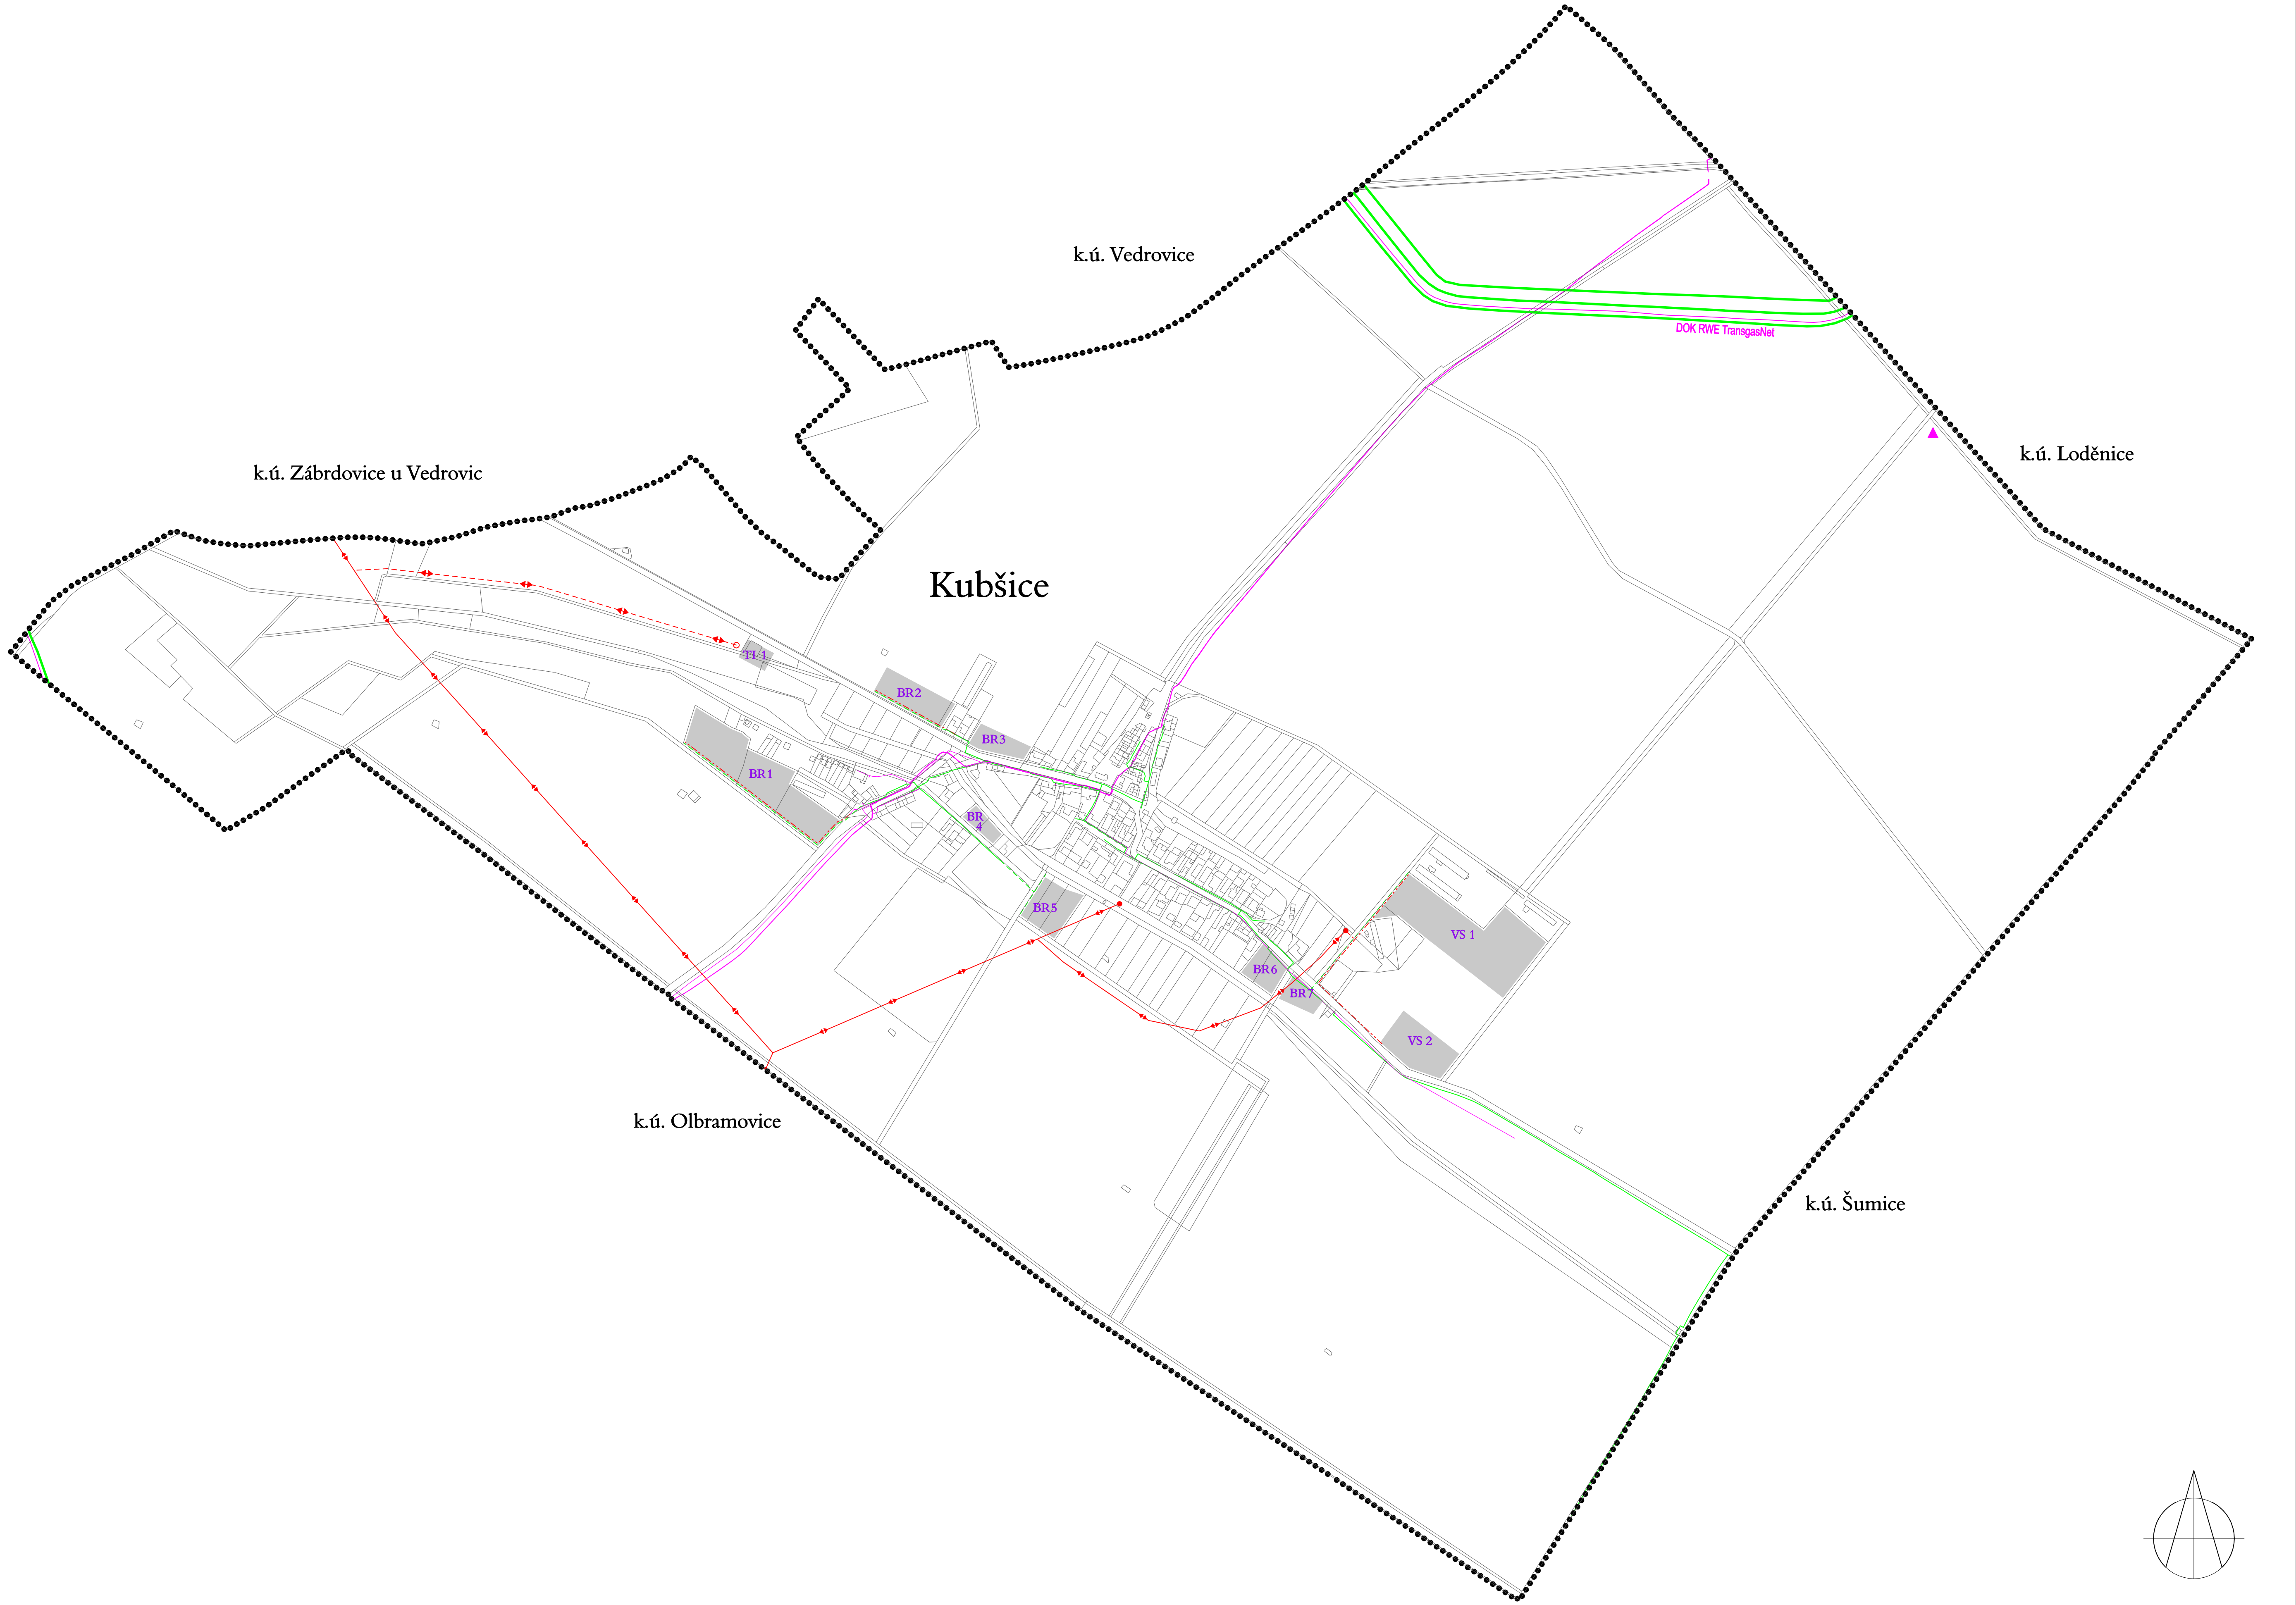 k.ú. Vedrovice
DOK RWE TransgasNet
k.ú. Loděnice
k.ú. Zábrdovice u Vedrovic
Kubšice
TI 1
BR2
BR3
BR1
BR
4
BR5
VS 1
BR6
BR7
VS 2
k.ú. Olbramovice
k.ú. Šumice